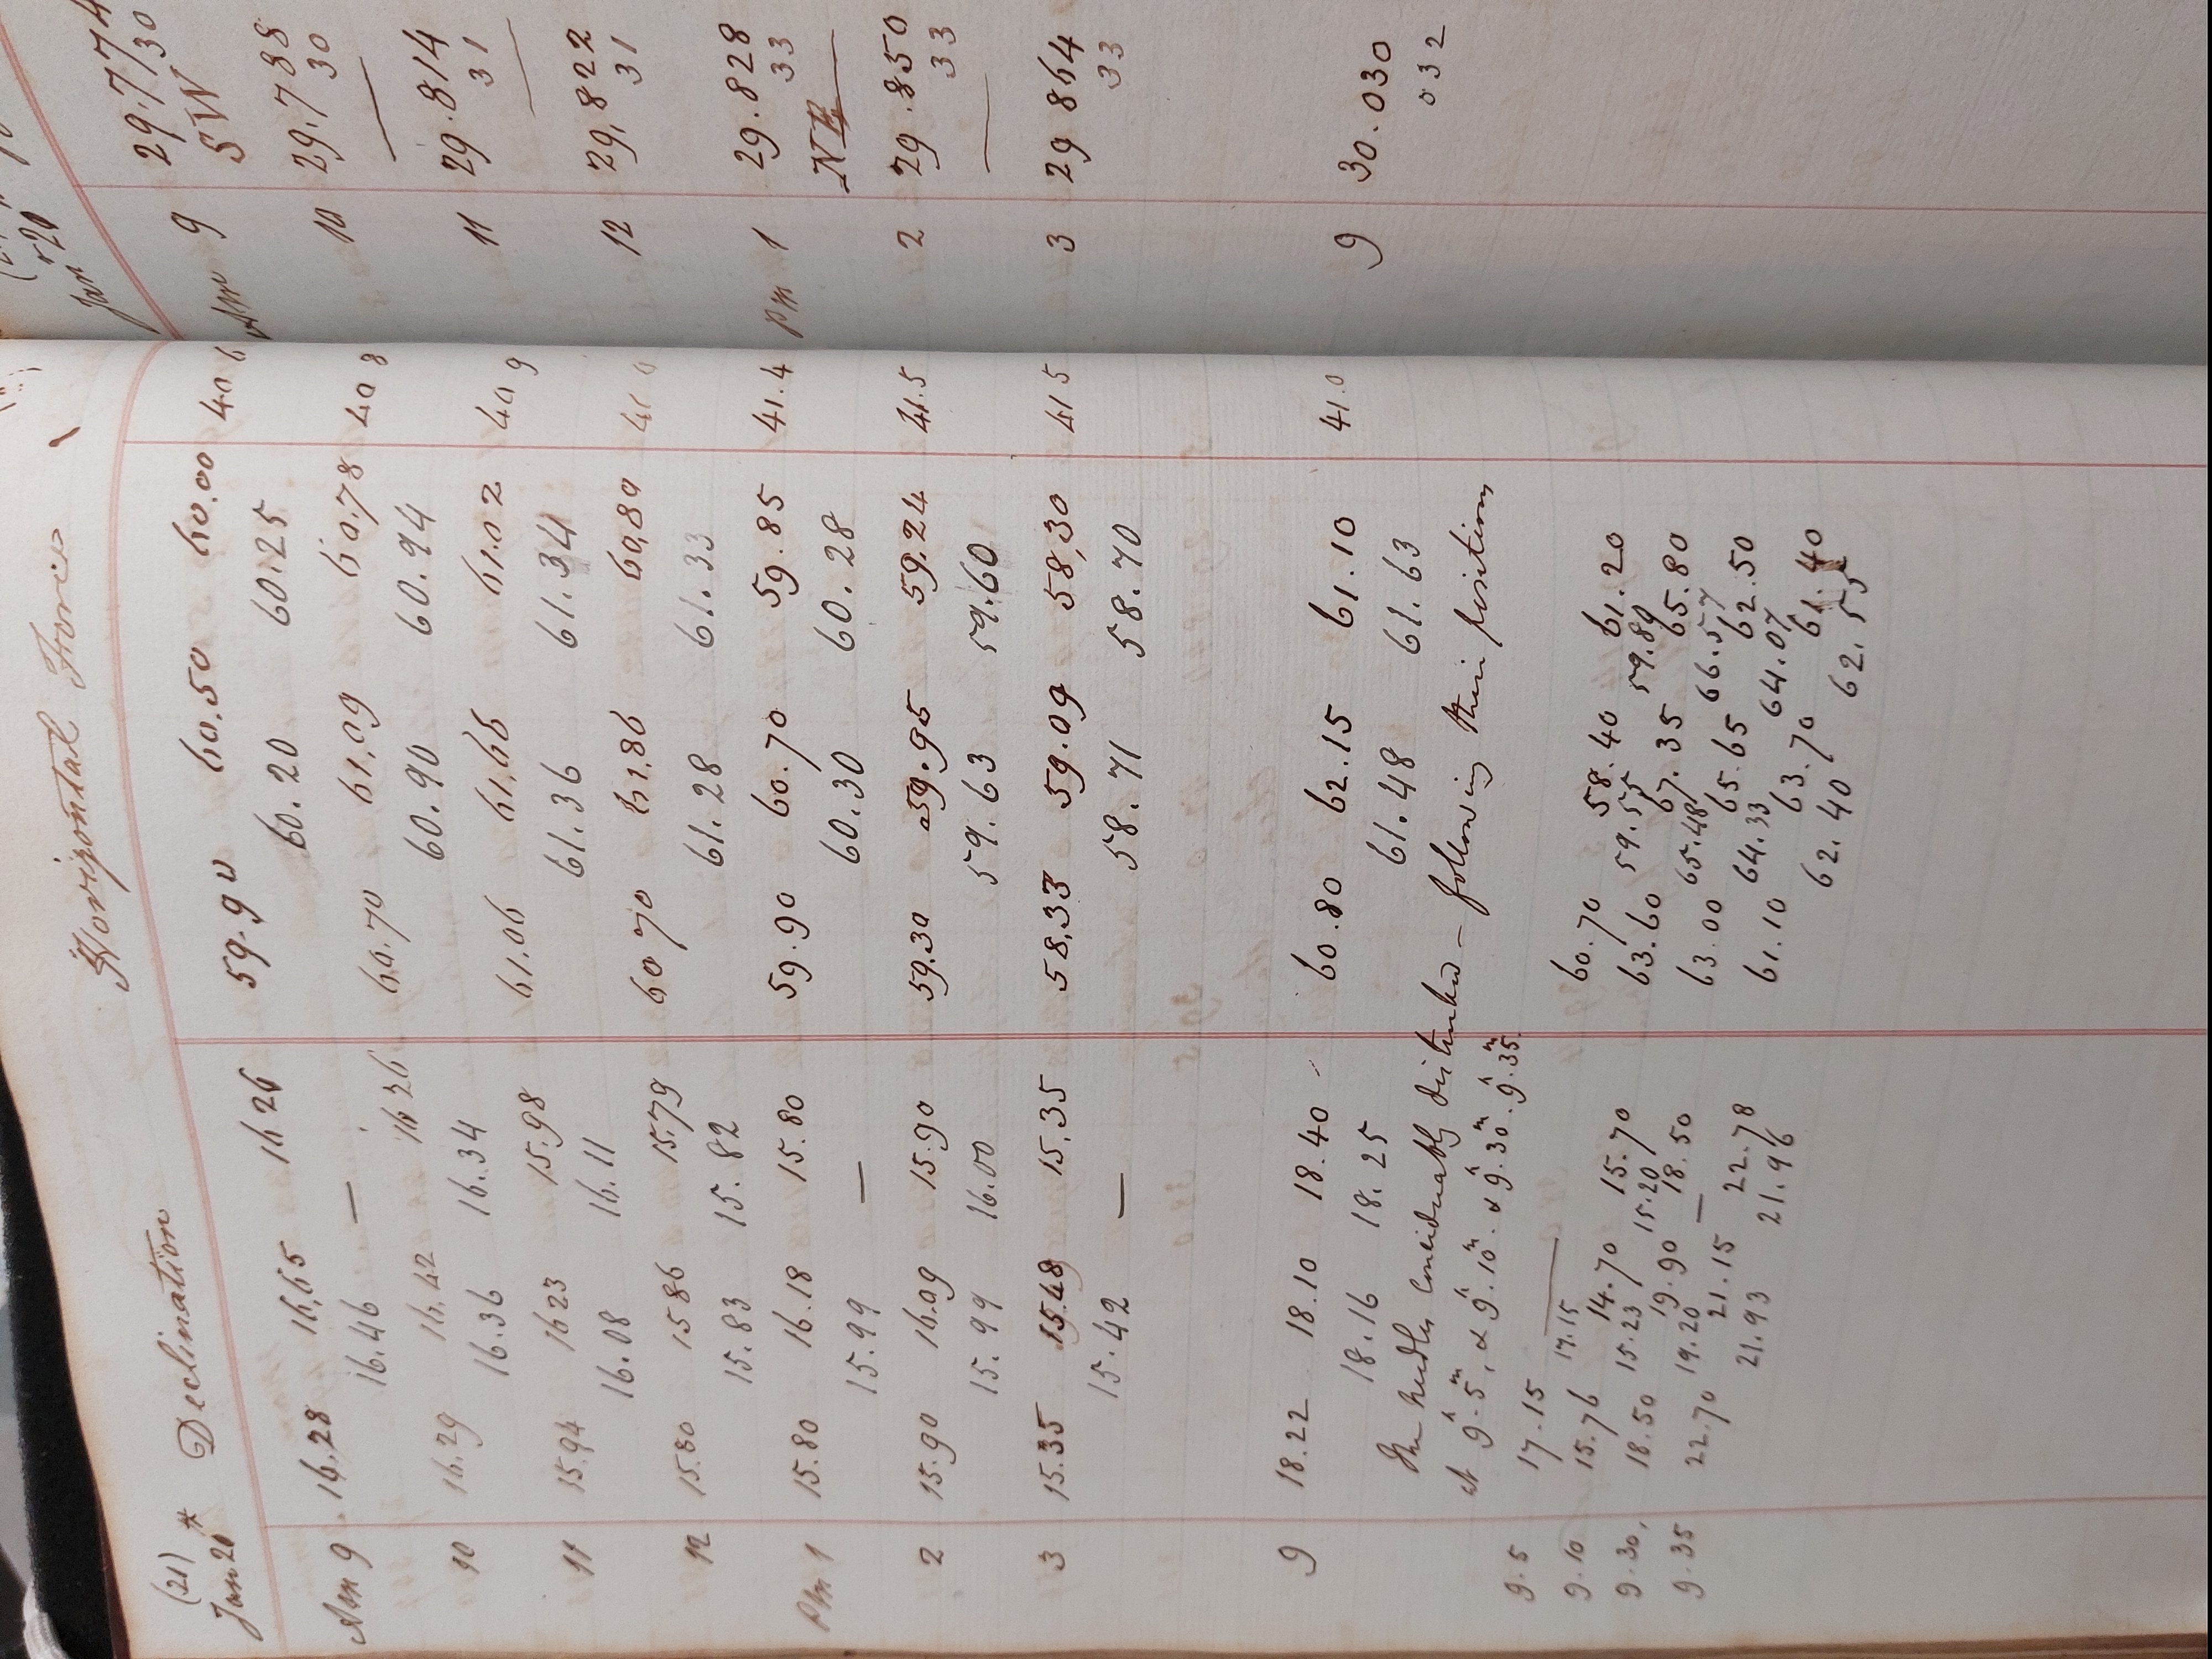 Horizontal Force
(21) * Declination
Jan 20
59.90 60.50 60.00 40 6
Am 9 16.28 16,65 16 26
60.20 60.25
16.46 —
60.70 61,09 60.78 40 8
10 16.29 16.42 16 26
60.90 60.94
16.36 16.34
61.06 61,66 61.02 40 9
11 15.94 16 23 15.98
61.36 61.34
16.08 16.11
60 70 61,86 60,80 41 0
12 15.80 15 86 15.79
61.28 61.33
15.83 15.82
Pm 1 15.80 16.18 15.80 59.90 60.70 59.85 41.4
15.99 — 60.30 60.28
2 15.90 16.09 15.90 59.30 59.95 59.24 41.5
15.99 16.00 59.63 59.60
3 15.35 15.48 15,35 58,33 59.09 58,30 41 5
15.42 — 58.71 58.70
9 18.22 18.10 18.40 60.80 62.15 61.10 41.0
18.16 18.25 61.48 61.63
The needles considerably disturbed – following their positions
at 9h.5m, & 9h.10m. & 9h.30m. 9h.35m.
9.5 17.15 —— 60.70 58.40 61.20
17.15 59.55 59.80
9.10 15.76 14.70 15.70 63.60 67.35 65.80
15.23 15.20 65.48 66.57
9.30, 18.50 19.90 18.50 63.00 65.65 62.50
19.20 — 64.33 64.07
9.35 22.70 21.15 22.78 61.10 63.70 61.40
21.93 21.96 62.40 62.55
Jan 20
Am 9 29.774
30
SW
10 29.788
30
—
11 29.814
31
—
12 29,822
31
Pm 1 29.828
33
NE
2 29.850
33
—
3 29 864
33
9 30.030
032